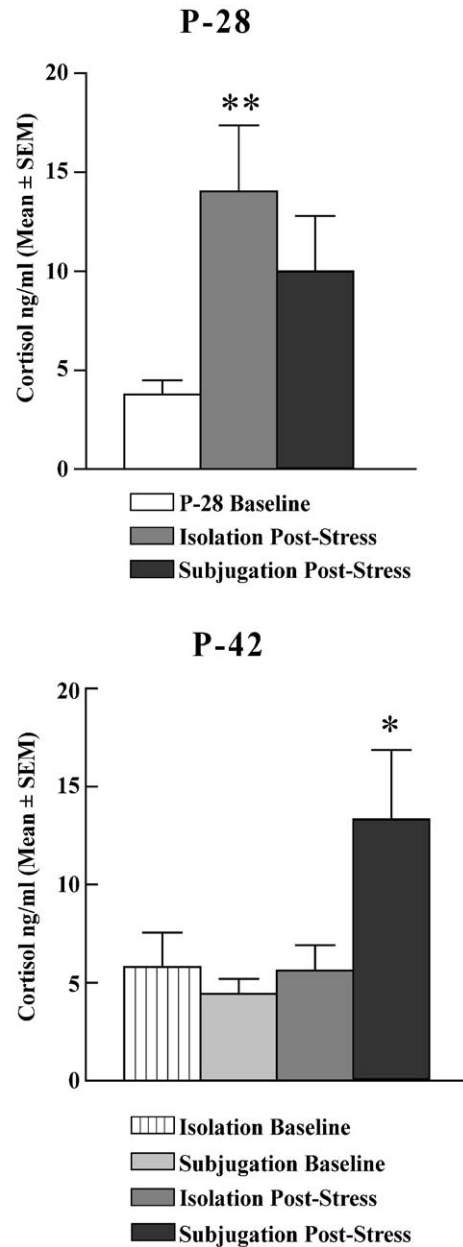 P-28
Cortisol ng/ml (Mean ± SEM)
20
**
15
10
5
0
P-28 Baseline
Isolation Post-Stress
Subjugation Post-Stress
P-42
Cortisol ng/ml (Mean ± SEM)
20
*
15
10
5
0
Isolation Baseline
Subjugation Baseline
Isolation Post-Stress
Subjugation Post-Stress